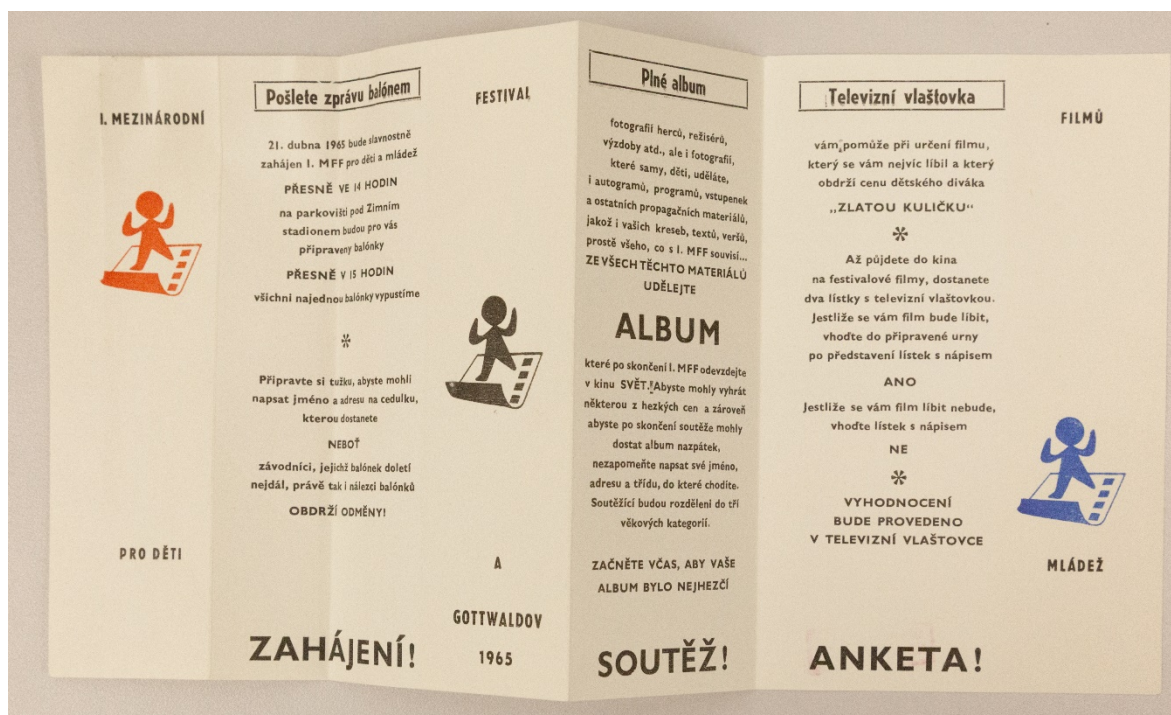 I. MEZINÁRODNÍ
PRO DĚTI
Pošlete zprávu balónem
21. dubna 1965 bude slavnostně
zahájen I. MFF pro děti a mládež
PŘESNĚ VE 14 HODIN
na parkovišti pod Zimním
stadionem budou pro vás
připraveny balónky
PŘESNĚ V 15 HODIN
všichni najednou balónky vypustíme
*
Připravte si tužku, abyste mohli
napsat jméno a adresu na cedulku,
kterou dostanete
NEBOŤ
závodníci, jejichž balónek doletí
nejdál, právě tak i nálezci balónků
OBDRŽÍ ODMĚNY!
ZAHÁJENÍ!
FESTIVAL
A
GOTTWALDOV
1965
Plné album
fotografií herců, režisérů,
výzdoby atd., ale i fotografií,
které samy, děti, uděláte,
i autogramů, programů, vstupenek
a ostatních propagačních materiálů,
jakož i vašich kreseb, textů, veršů,
prostě všeho, co s I. MFF souvisí...
ZE VŠECH TĚCHTO MATERIÁLŮ
UDĚLEJTE
ALBUM
které po skončení I. MFF odevzdejte
v kinu SVĚT. Abyste mohly vyhrát
některou z hezkých cen a zároveň
abyste po skončení soutěže mohly
dostat album nazpátek,
nezapomeňte napsat své jméno,
adresu a třídu, do které chodíte.
Soutěžící budou rozděleni do tří
věkových kategorií.
ZAČNĚTE VČAS, ABY VAŠE
ALBUM BYLO NEJHEZČÍ
SOUTĚŽ!
Televizní vlaštovka
vám pomůže při určení filmu,
který se vám nejvíc líbil a který
obdrží cenu dětského diváka
„ZLATOU KULIČKU“
*
Až půjdete do kina
na festivalové filmy, dostanete
dva lístky s televizní vlaštovkou.
Jestliže se vám film bude líbit,
vhoďte do připravené urny
po představení lístek s nápisem
ANO
Jestliže se vám film líbit nebude,
vhoďte lístek s nápisem
NE
*
VYHODNOCENÍ
BUDE PROVEDENO
V TELEVIZNÍ VLAŠTOVCE
ANKETA!
FILMŮ
MLÁDEŽ